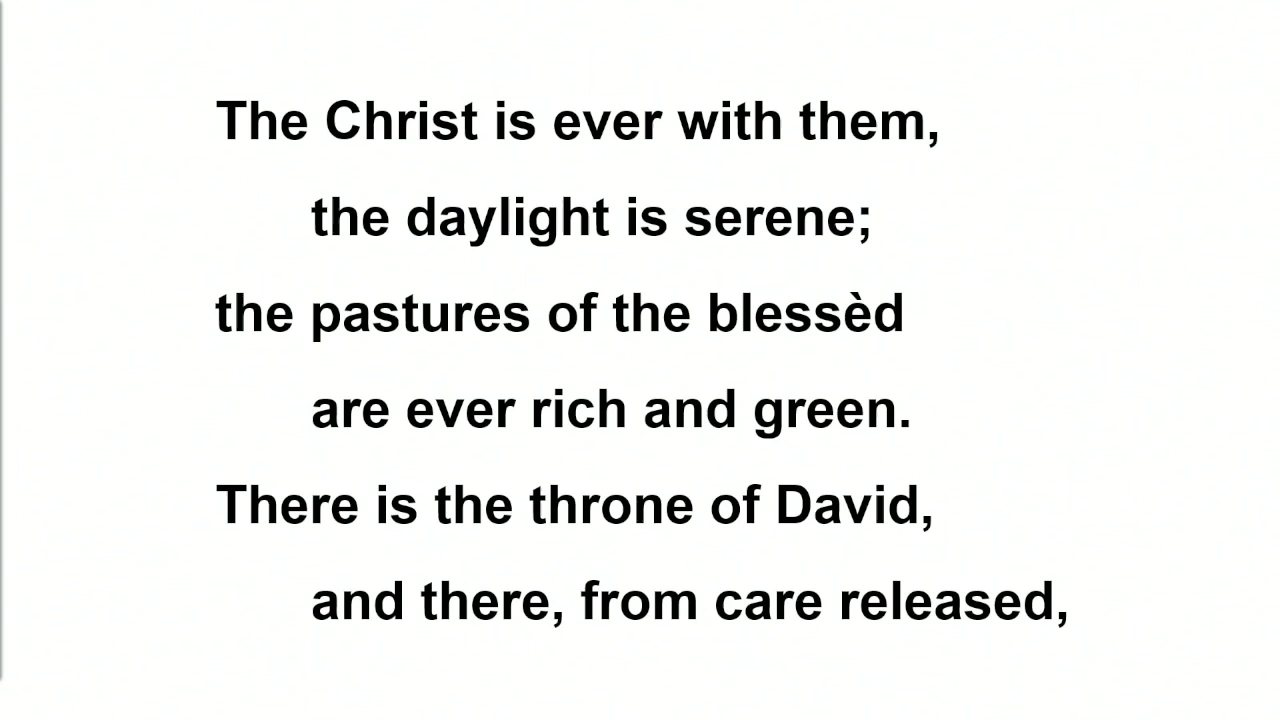 The Christ is ever with them,
the daylight is serene;
the pastures of the blessèd
are ever rich and green.
There is the throne of David,
and there, from care released,